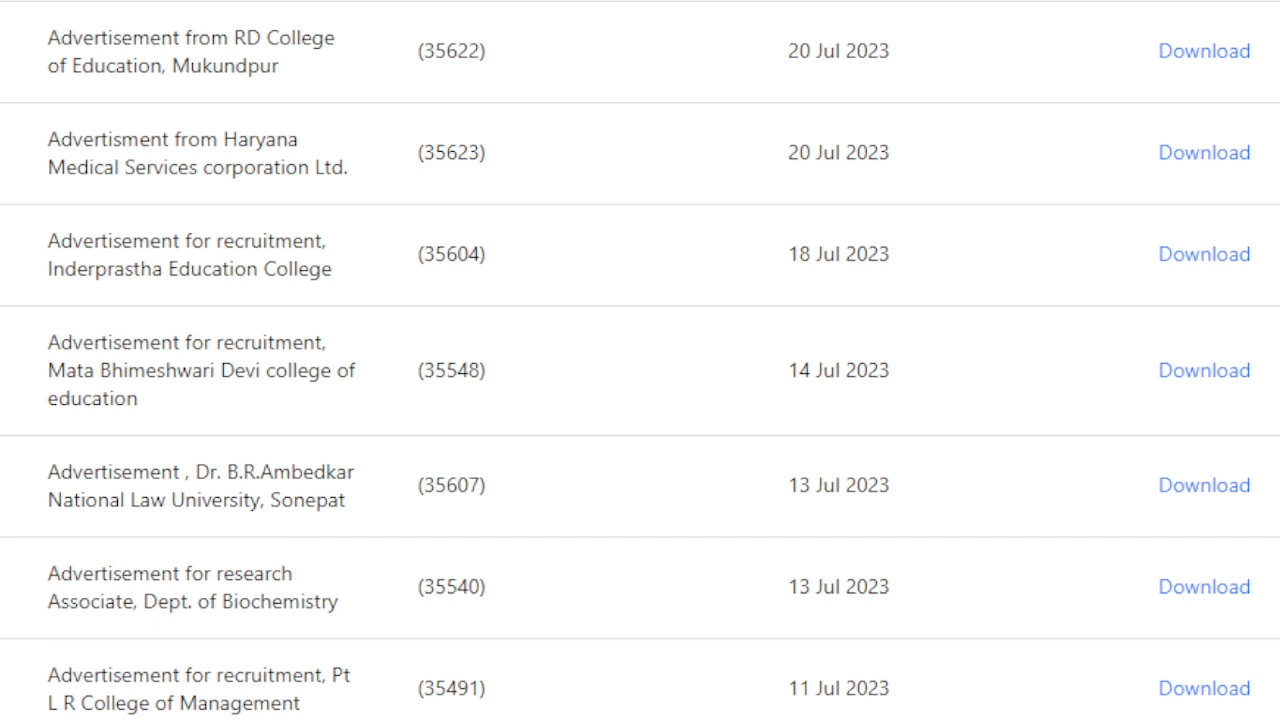 Advertisement from RD College
of Education, Mukundpur
(35622)
20 Jul 2023
Download
Advertisment from Haryana
Medical Services corporation Ltd.
(35623)
20 Jul 2023
Download
Advertisement for recruitment,
Inderprastha Education College
(35604)
18 Jul 2023
Download
Advertisement for recruitment,
Mata Bhimeshwari Devi college of
education
(35548)
14 Jul 2023
Download
Advertisement , Dr. B.R.Ambedkar
National Law University, Sonepat
(35607)
13 Jul 2023
Download
Advertisement for research
Associate, Dept. of Biochemistry
(35540)
13 Jul 2023
Download
Advertisement for recruitment, Pt
L R College of Management
(35491)
11 Jul 2023
Download